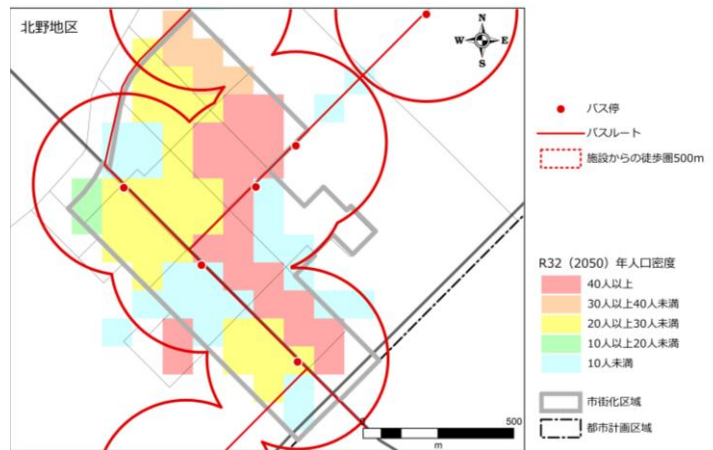 北野地区
N
W E
S
バス停
バスルート
施設からの徒歩圏500m
R32（2050）年人口密度
40人以上
30人以上40人未満
20人以上30人未満
10人以上20人未満
10人未満
市街化区域
都市計画区域
500
m